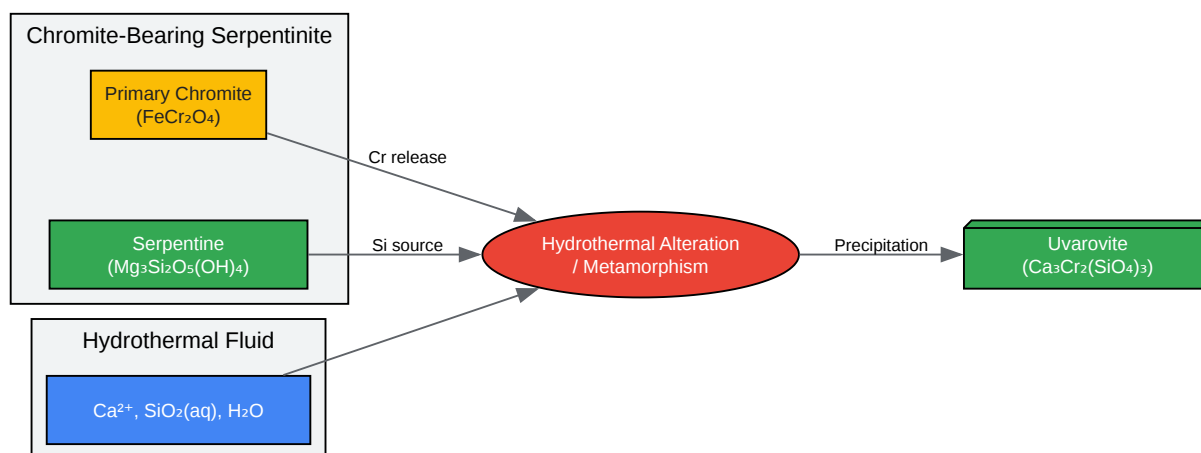 Chromite-Bearing Serpentinite
Primary Chromite
(FeCr₂O₄)
Cr release
Serpentine
(Mg₃Si₂O₅(OH)₄)
Si source
Hydrothermal Alteration
/ Metamorphism
Precipitation
Uvarovite
(Ca₃Cr₂(SiO₄)₃)
Hydrothermal Fluid
Ca²⁺, SiO₂(aq), H₂O